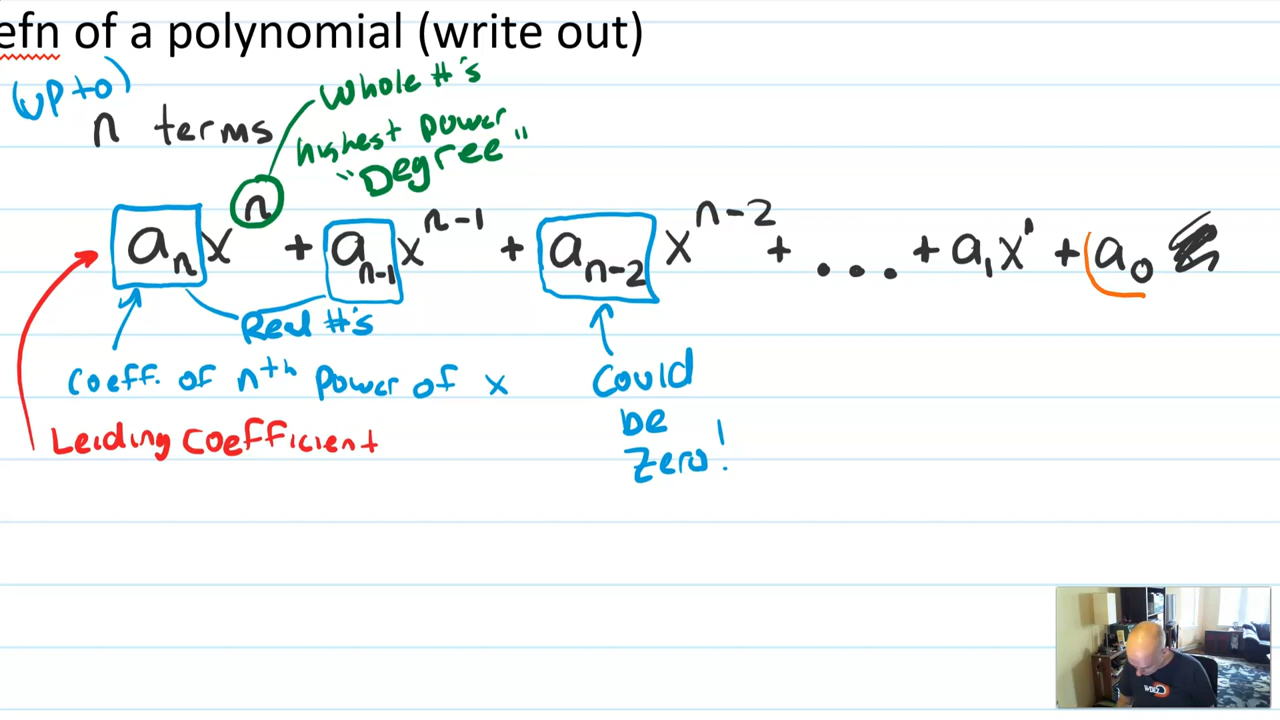 efn of a polynomial (write out)
(up to)
n terms
Whole #'s
highest power
"Degree"
aₙxⁿ + aₙ₋₁xⁿ⁻¹ + aₙ₋₂xⁿ⁻² + ... + a₁x¹ + a₀
Real #'s
Coeff. of nᵗʰ power of x
Could
be
zero!
Leading Coefficient